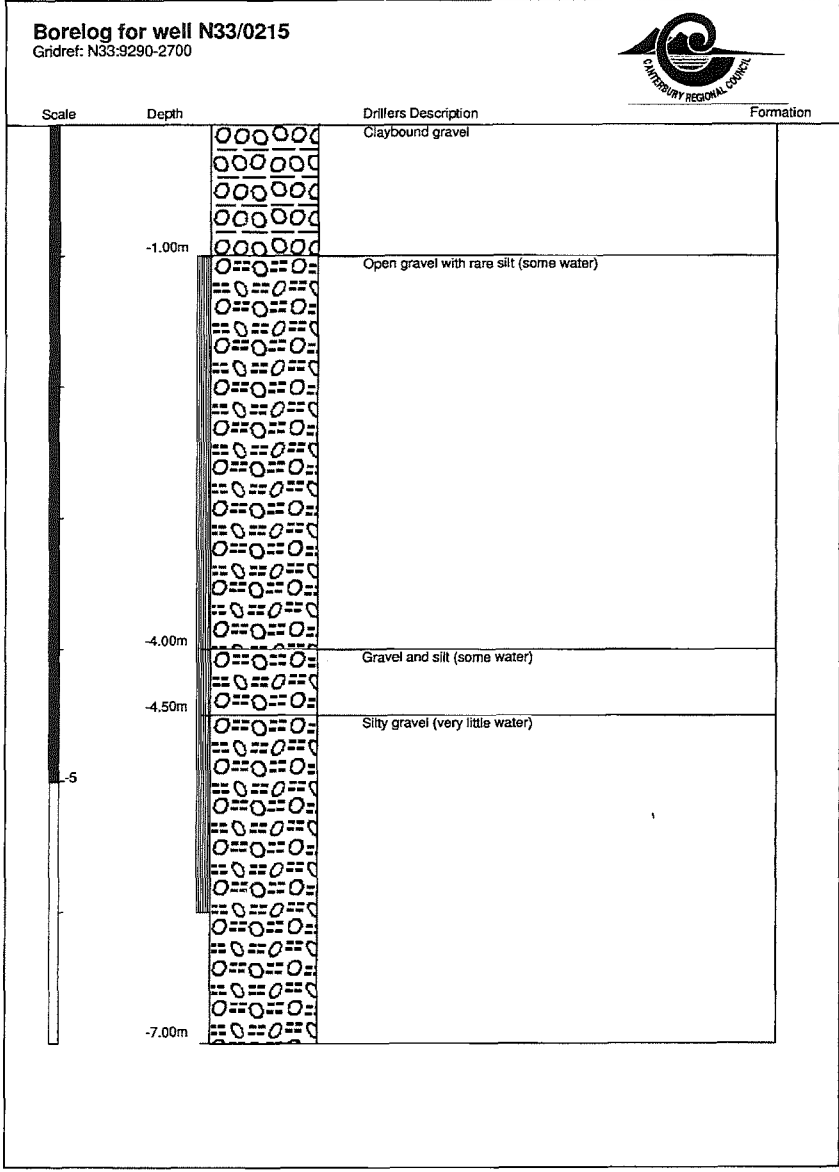 Borelog for well N33/0215
Gridref: N33:9290-2700
CANTERBURY REGIONAL COUNCIL
Scale Depth Drillers Description Formation
Claybound gravel
-1.00m
Open gravel with rare silt (some water)
-4.00m
Gravel and silt (some water)
-4.50m
Silty gravel (very little water)
-5
-7.00m